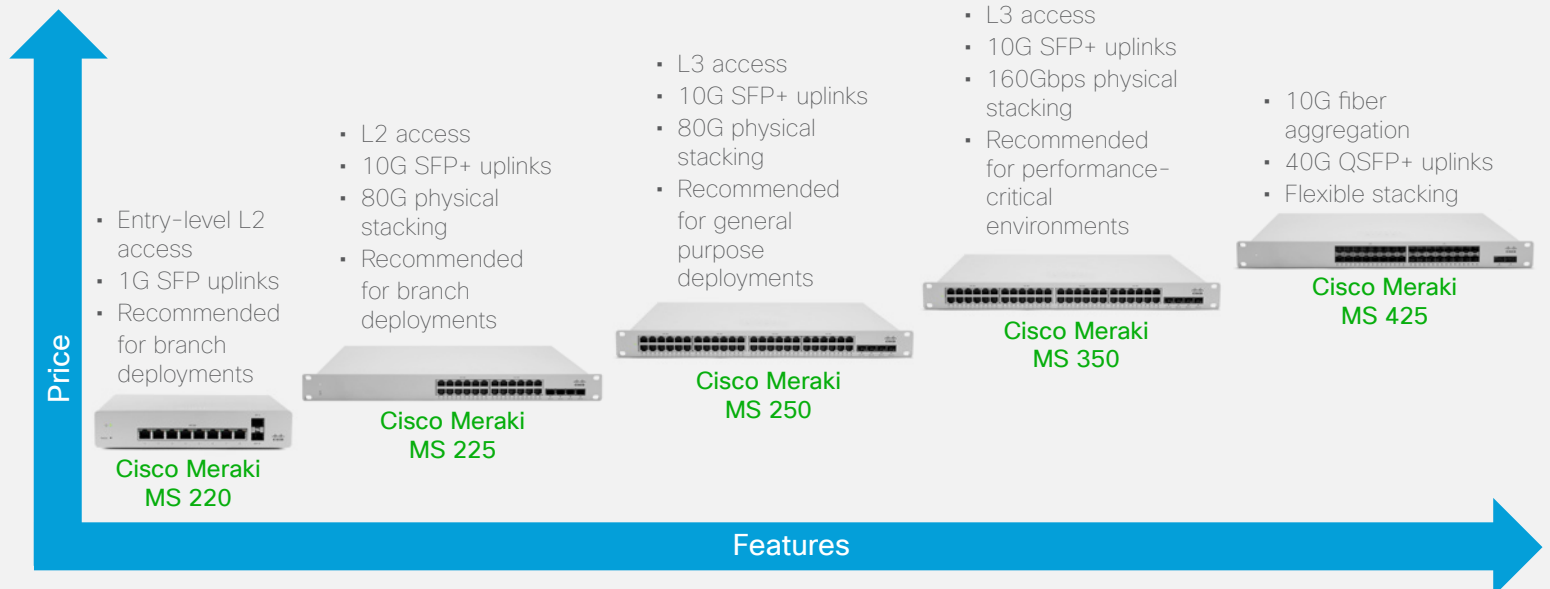 Price
▪ Entry-level L2
access
▪ 1G SFP uplinks
▪ Recommended
for branch
deployments
Cisco Meraki
MS 220
▪ L2 access
▪ 10G SFP+ uplinks
▪ 80G physical
stacking
▪ Recommended
for branch
deployments
Cisco Meraki
MS 225
▪ L3 access
▪ 10G SFP+ uplinks
▪ 80G physical
stacking
▪ Recommended
for general
purpose
deployments
Cisco Meraki
MS 250
▪ L3 access
▪ 10G SFP+ uplinks
▪ 160Gbps physical
stacking
▪ Recommended
for performance-
critical
environments
Cisco Meraki
MS 350
▪ 10G fiber
aggregation
▪ 40G QSFP+ uplinks
▪ Flexible stacking
Cisco Meraki
MS 425
Features